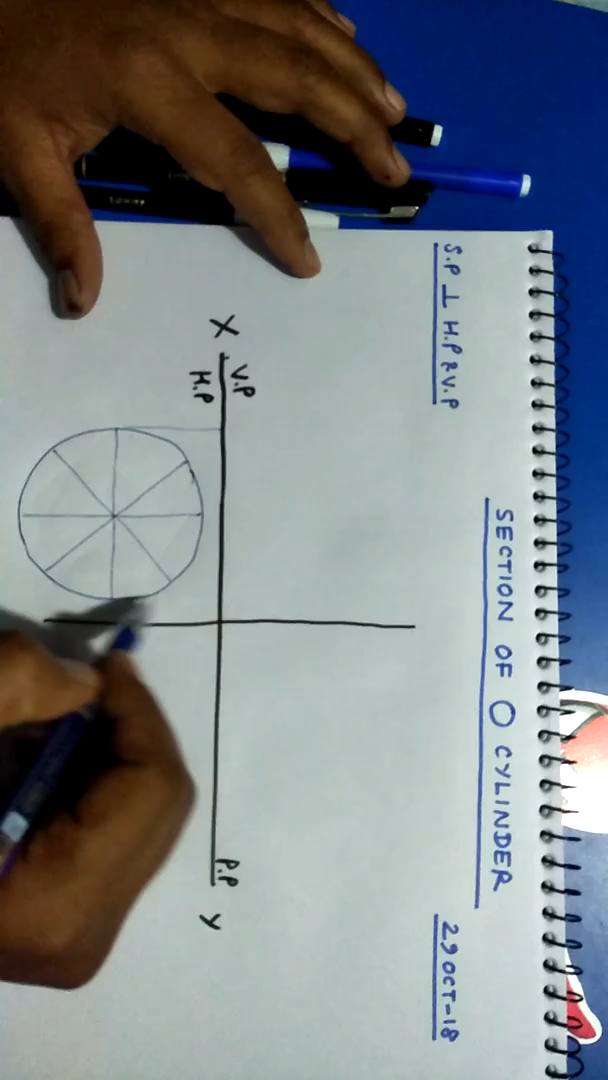 S.P ⊥ H.P & V.P
SECTION OF O CYLINDER
29 OCT-18
X
V.P
H.P
P.P
Y